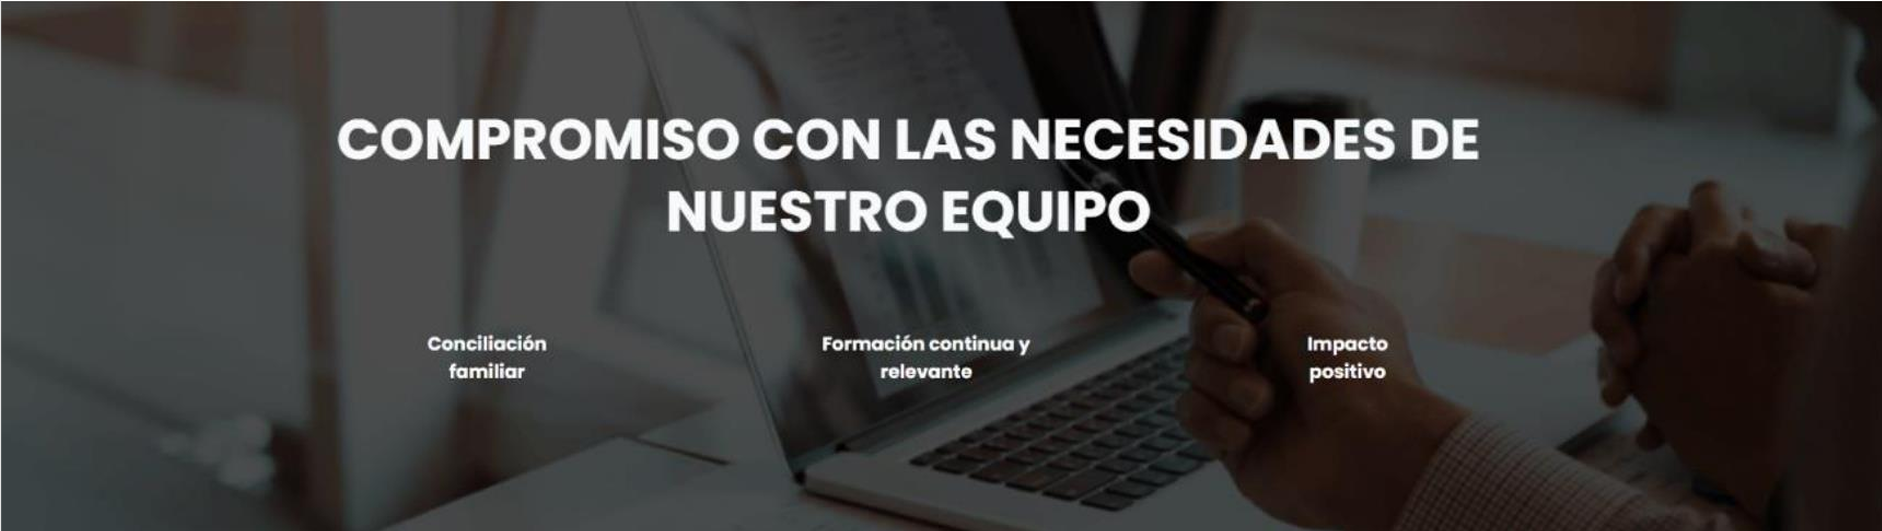 COMPROMISO CON LAS NECESIDADES DE
NUESTRO EQUIPO
Conciliación
familiar
Formación continua y
relevante
Impacto
positivo